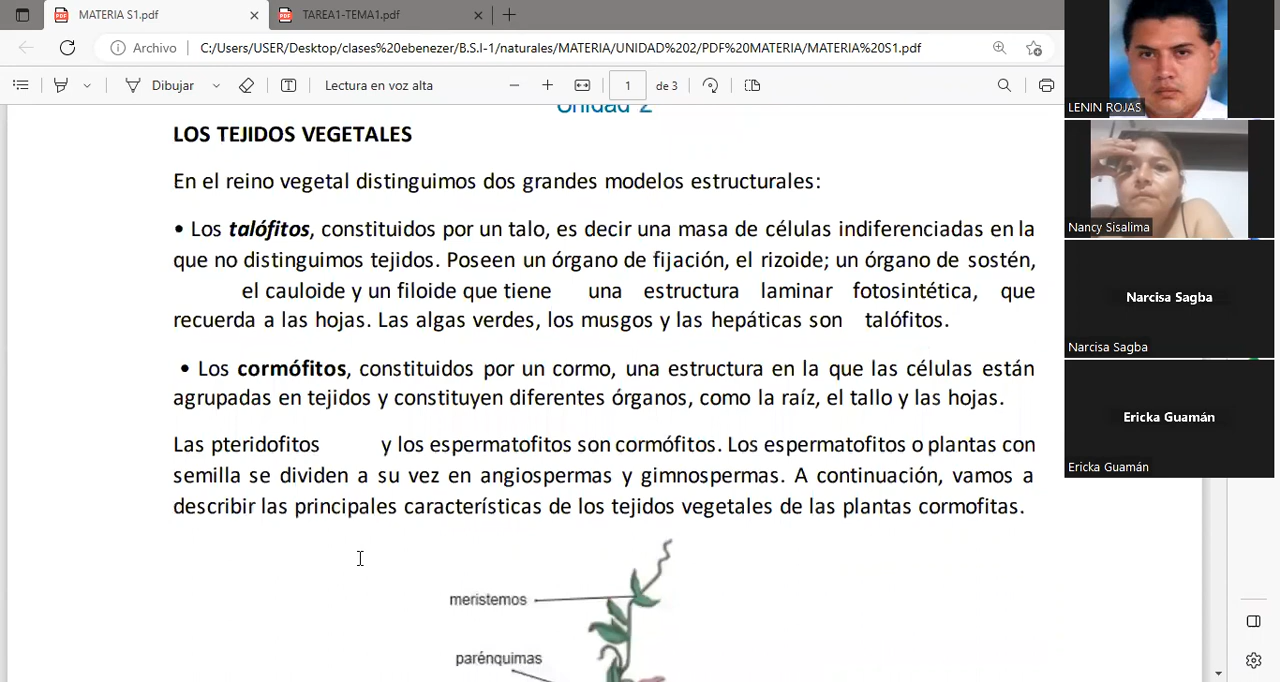 MATERIA S1.pdf
TAREA1-TEMA1.pdf
Archivo
C:/Users/USER/Desktop/clases%20ebenezer/B.S.I-1/naturales/MATERIA/UNIDAD%202/PDF%20MATERIA/MATERIA%20S1.pdf
Dibujar
Lectura en voz alta
1 de 3
Unidad 2
LOS TEJIDOS VEGETALES
En el reino vegetal distinguimos dos grandes modelos estructurales:
• Los talófitos, constituidos por un talo, es decir una masa de células indiferenciadas en la
que no distinguimos tejidos. Poseen un órgano de fijación, el rizoide; un órgano de sostén,
el cauloide y un filoide que tiene una estructura laminar fotosintética, que
recuerda a las hojas. Las algas verdes, los musgos y las hepáticas son talófitos.
• Los cormófitos, constituidos por un cormo, una estructura en la que las células están
agrupadas en tejidos y constituyen diferentes órganos, como la raíz, el tallo y las hojas.
Las pteridofitos y los espermatofitos son cormófitos. Los espermatofitos o plantas con
semilla se dividen a su vez en angiospermas y gimnospermas. A continuación, vamos a
describir las principales características de los tejidos vegetales de las plantas cormofitas.
meristemos
parénquimas
LENIN ROJAS
Nancy Sisalima
Narcisa Sagba
Narcisa Sagba
Ericka Guamán
Ericka Guamán